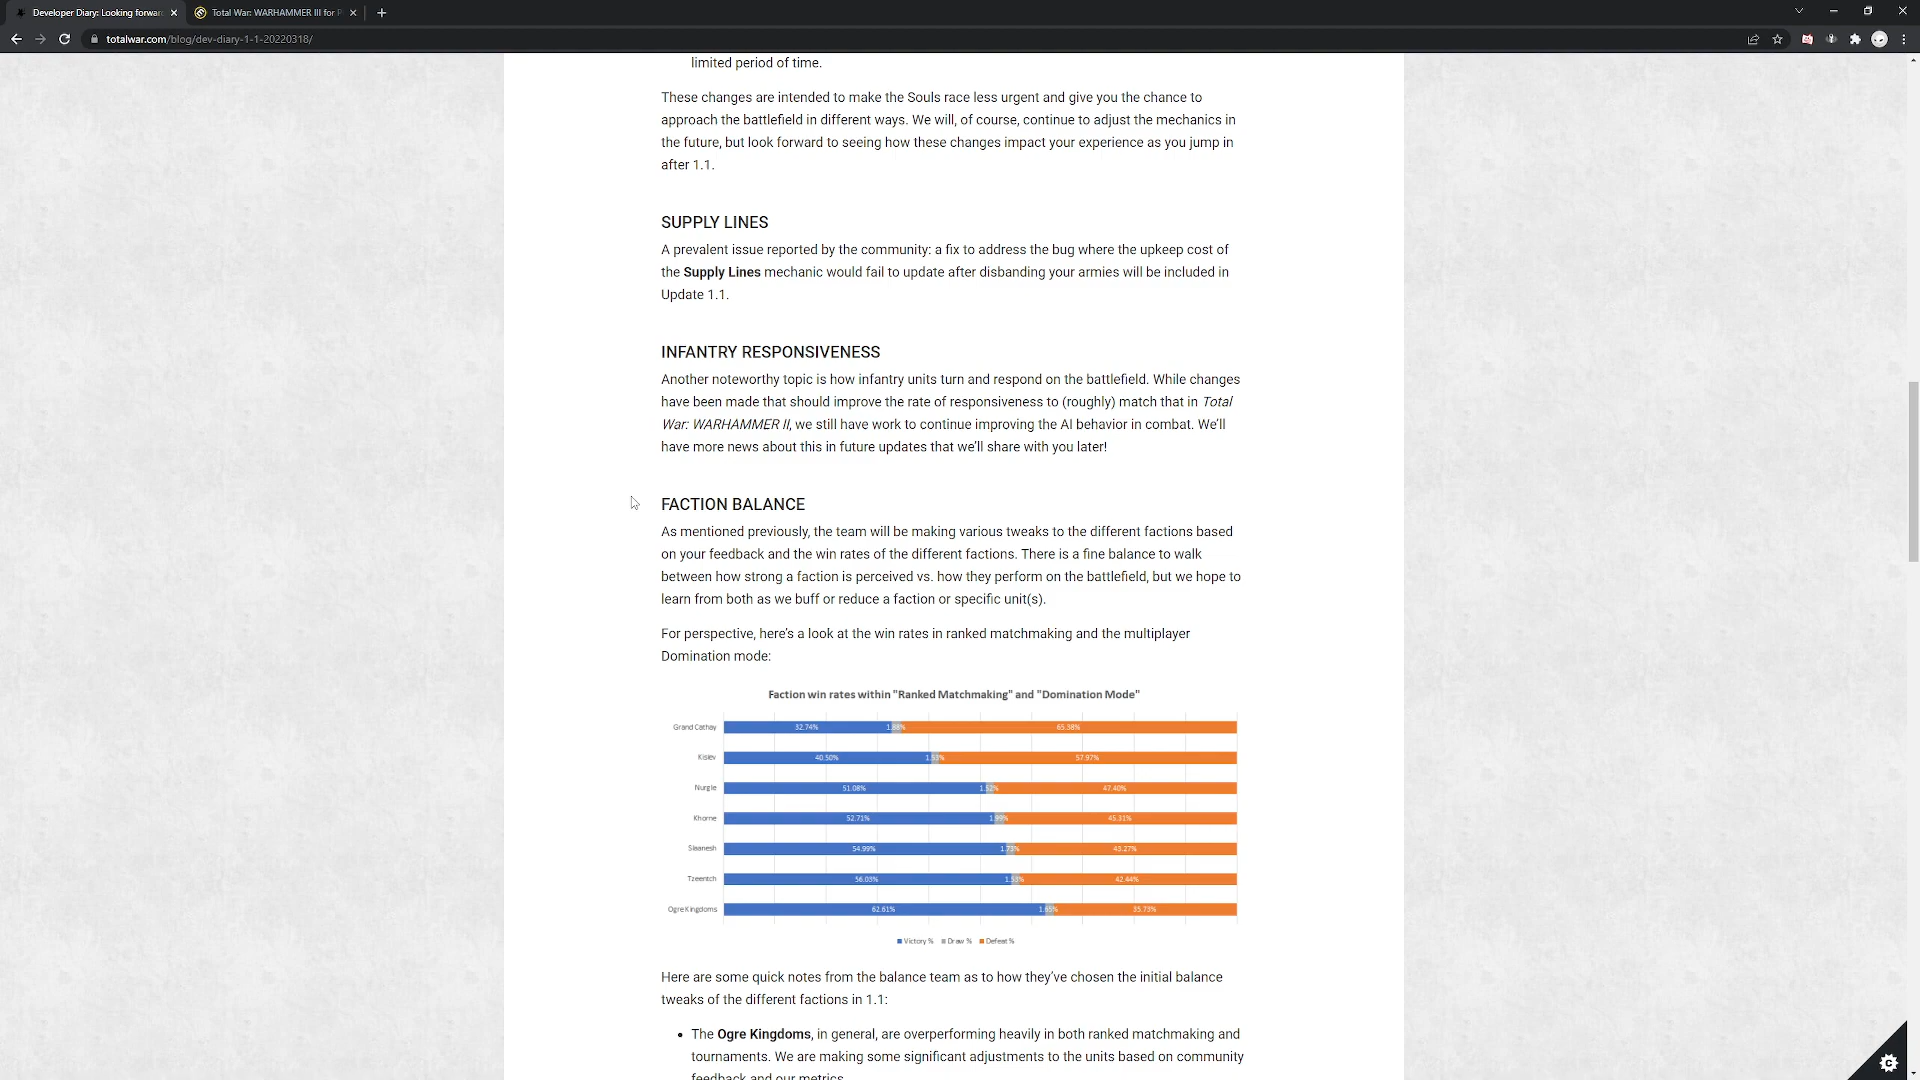 Developer Diary: Looking forwar
Total War: WARHAMMER III for P
totalwar.com/blog/dev-diary-1-1-20220318/
limited period of time.
These changes are intended to make the Souls race less urgent and give you the chance to
approach the battlefield in different ways. We will, of course, continue to adjust the mechanics in
the future, but look forward to seeing how these changes impact your experience as you jump in
after 1.1.
SUPPLY LINES
A prevalent issue reported by the community: a fix to address the bug where the upkeep cost of
the Supply Lines mechanic would fail to update after disbanding your armies will be included in
Update 1.1.
INFANTRY RESPONSIVENESS
Another noteworthy topic is how infantry units turn and respond on the battlefield. While changes
have been made that should improve the rate of responsiveness to (roughly) match that in Total
War: WARHAMMER II, we still have work to continue improving the AI behavior in combat. We'll
have more news about this in future updates that we'll share with you later!
FACTION BALANCE
As mentioned previously, the team will be making various tweaks to the different factions based
on your feedback and the win rates of the different factions. There is a fine balance to walk
between how strong a faction is perceived vs. how they perform on the battlefield, but we hope to
learn from both as we buff or reduce a faction or specific unit(s).
For perspective, here's a look at the win rates in ranked matchmaking and the multiplayer
Domination mode:
Faction win rates within "Ranked Matchmaking" and "Domination Mode"
Grand Cathay 32.74% 1.88% 65.38%
Kislev 40.50% 1.53% 57.97%
Nurgle 51.08% 1.52% 47.40%
Khorne 52.71% 1.99% 45.31%
Slaanesh 54.99% 1.73% 43.27%
Tzeentch 56.03% 1.53% 42.44%
Ogre Kingdoms 62.61% 1.65% 35.73%
Victory % Draw % Defeat %
Here are some quick notes from the balance team as to how they've chosen the initial balance
tweaks of the different factions in 1.1:
• The Ogre Kingdoms, in general, are overperforming heavily in both ranked matchmaking and
tournaments. We are making some significant adjustments to the units based on community
feedback and our metrics.